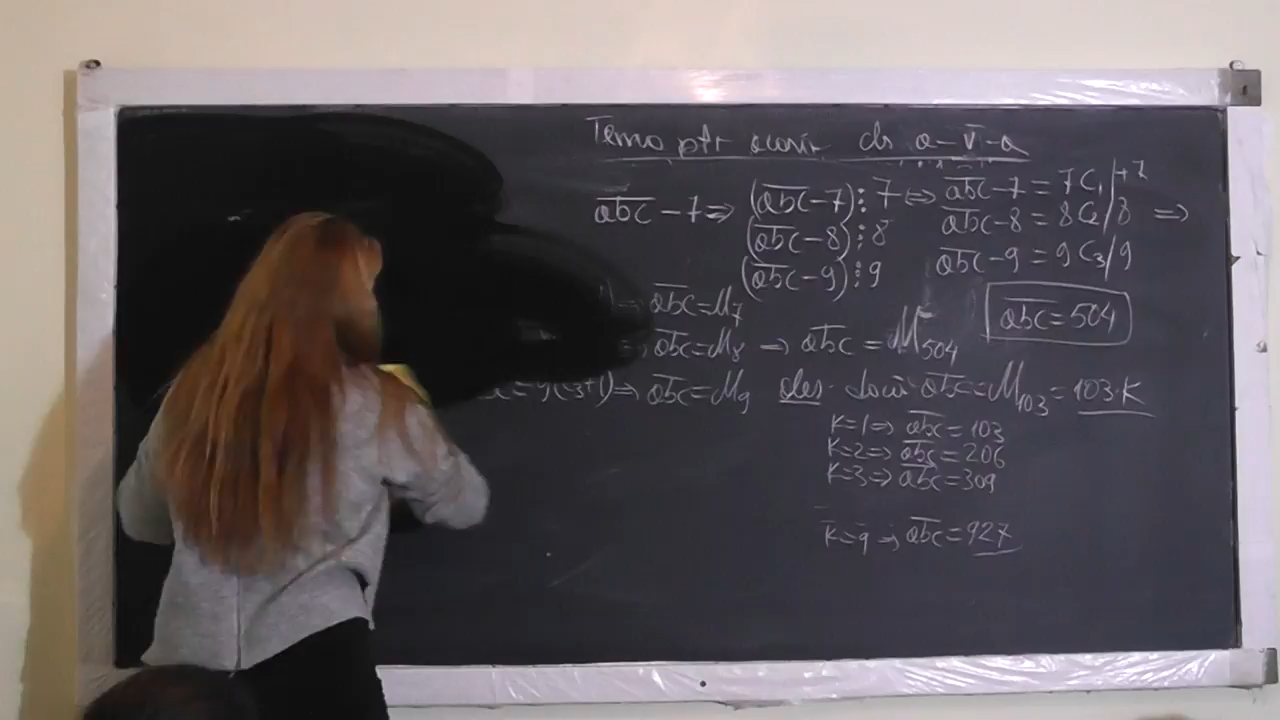 Tema ptr acasă cls a-VI-a
abc - 7 ⇒ (abc-7)⋮7 ⇔ abc-7 = 7C₁ /+7
(abc-8)⋮8 abc-8 = 8C₂/8 ⇒
(abc-9)⋮9 abc-9 = 9C₃/9
1) ⇒ abc=M7 abc=504
⇒ abc=M8 ⇒ abc = M504
=9(c3+1) ⇒ abc=M9 abc=M103 = 103·K
K=1 ⇒ abc = 103
K=2 ⇒ abc = 206
K=3 ⇒ abc = 309
K=9 ⇒ abc = 927